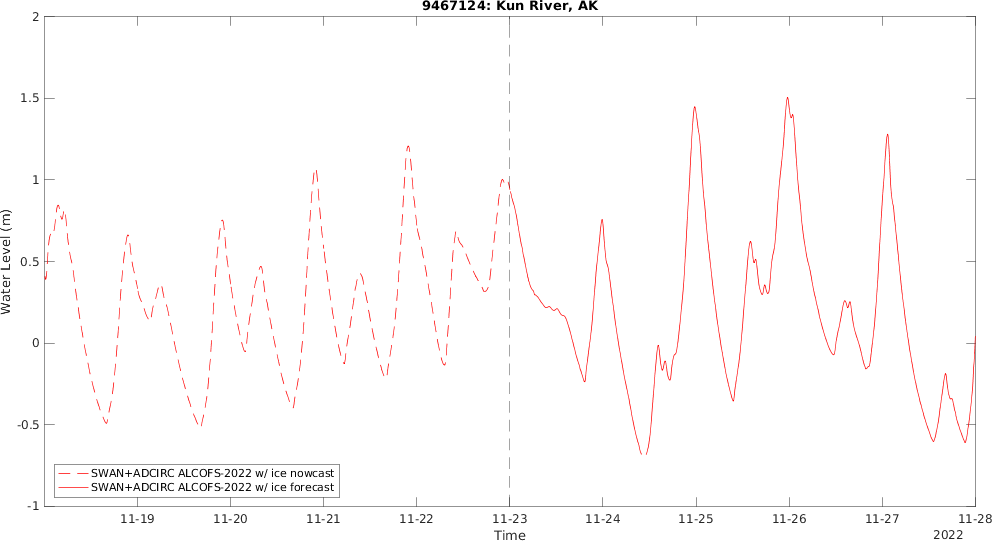 9467124: Kun River, AK
2
1.5
1
0.5
0
-0.5
-1
Water Level (m)
SWAN+ADCIRC ALCOFS-2022 w/ ice nowcast
SWAN+ADCIRC ALCOFS-2022 w/ ice forecast
11-19 11-20 11-21 11-22 11-23 11-24 11-25 11-26 11-27 11-28
Time
2022